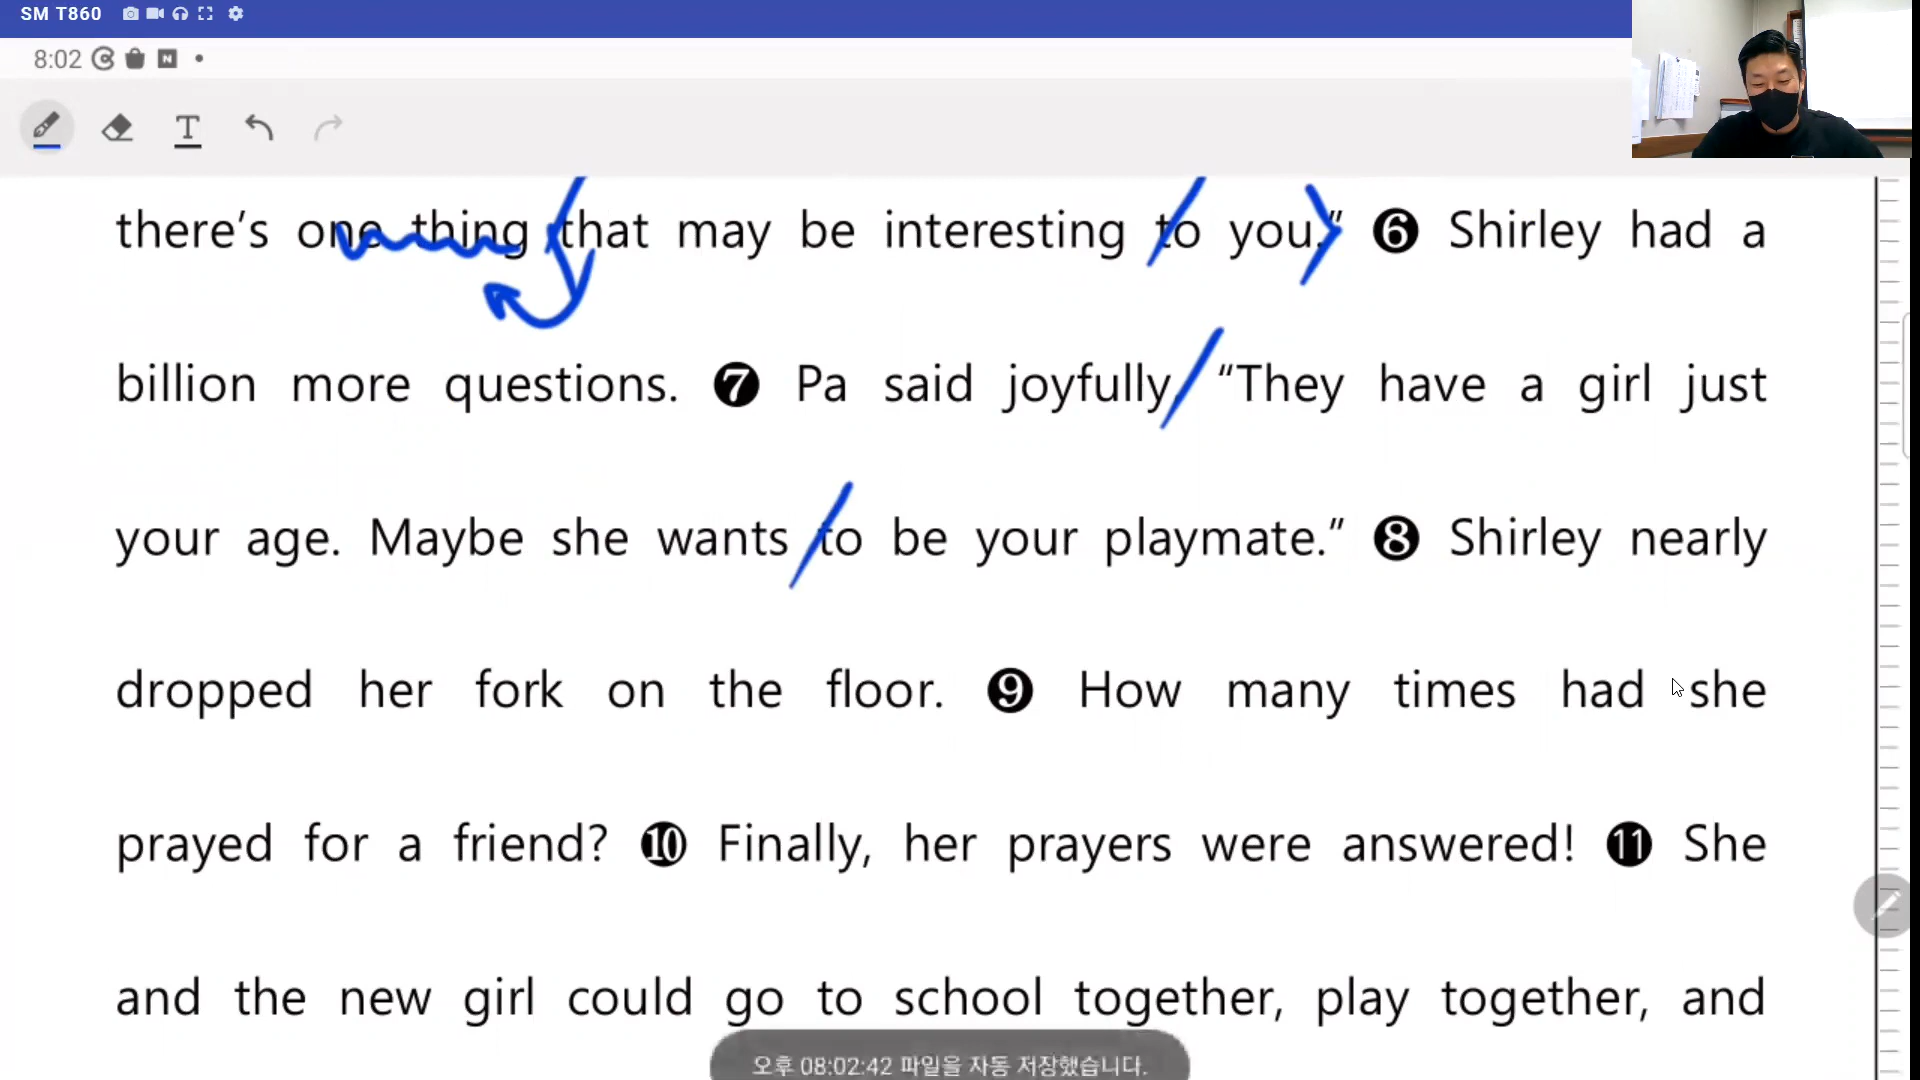 SM T860
8:02
there’s one thing that may be interesting to you.” ❻ Shirley had a
billion more questions. ❼ Pa said joyfully, “They have a girl just
your age. Maybe she wants to be your playmate.” ❽ Shirley nearly
dropped her fork on the floor. ❾ How many times had she
prayed for a friend? ❿ Finally, her prayers were answered! ⓫ She
and the new girl could go to school together, play together, and
오후 08:02:42 파일을 자동 저장했습니다.